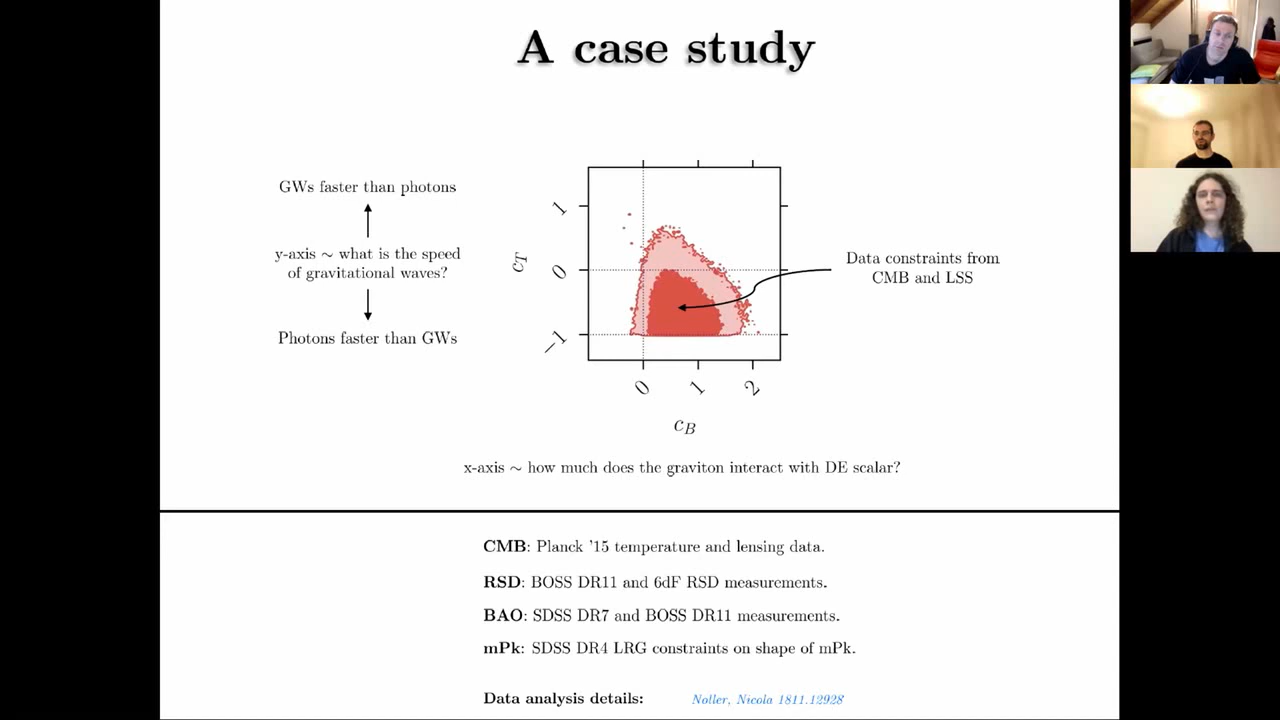 A case study
GWs faster than photons
y-axis ~ what is the speed
of gravitational waves?
Photons faster than GWs
1
0
−1
c_T
0
1
2
c_B
Data constraints from
CMB and LSS
x-axis ~ how much does the graviton interact with DE scalar?
CMB: Planck '15 temperature and lensing data.
RSD: BOSS DR11 and 6dF RSD measurements.
BAO: SDSS DR7 and BOSS DR11 measurements.
mPk: SDSS DR4 LRG constraints on shape of mPk.
Data analysis details: Noller, Nicola 1811.12928